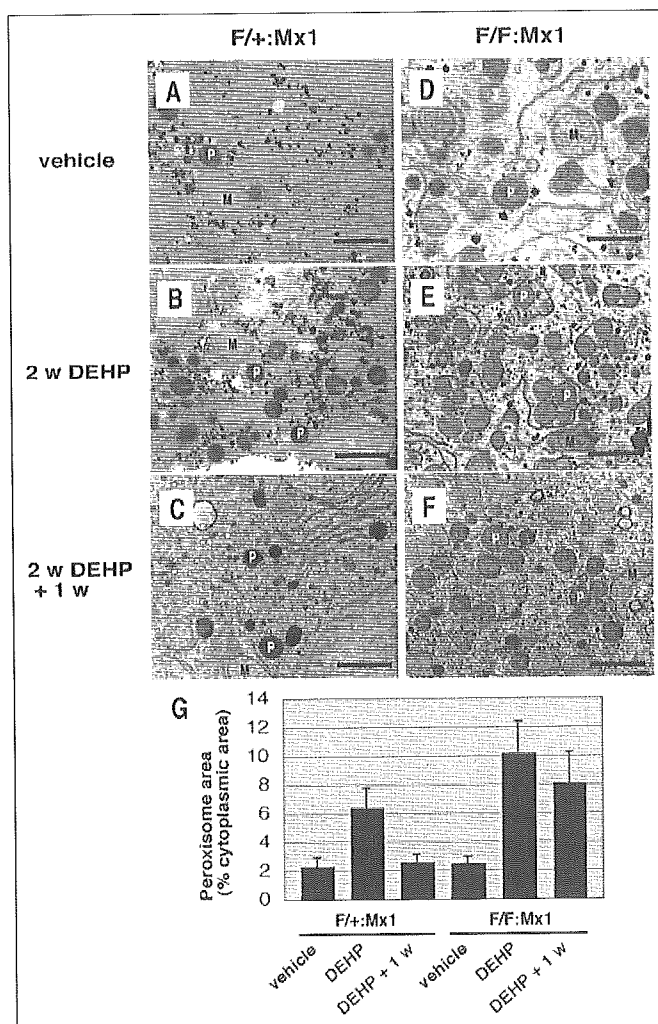 F/+:Mx1
F/F:Mx1
vehicle
A
P
M
D
M
P
2 w DEHP
B
M
P
P
E
P
P
M
2 w DEHP
+ 1 w
C
P
P
M
F
P
M
P
G
Peroxisome area
(% cytoplasmic area)
14
12
10
8
6
4
2
0
F/+:Mx1
F/F:Mx1
vehicle
DEHP
DEHP + 1 w
vehicle
DEHP
DEHP + 1 w